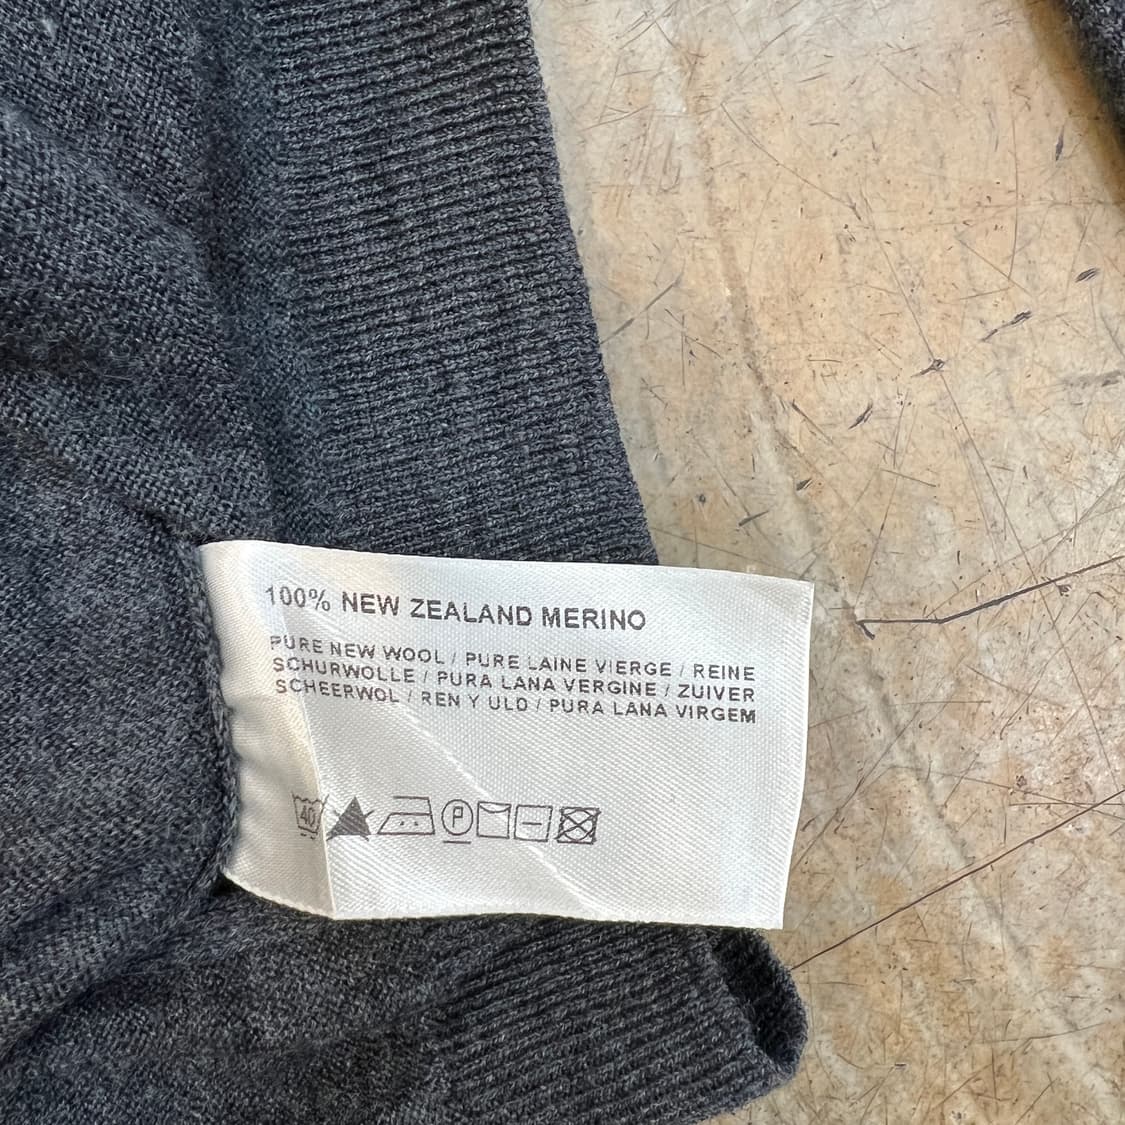 100% NEW ZEALAND MERINO
PURE NEW WOOL / PURE LAINE VIERGE / REINE
SCHURWOLLE / PURA LANA VERGINE / ZUIVER
SCHEERWOL / REN Y ULD / PURA LANA VIRGEM
40 P